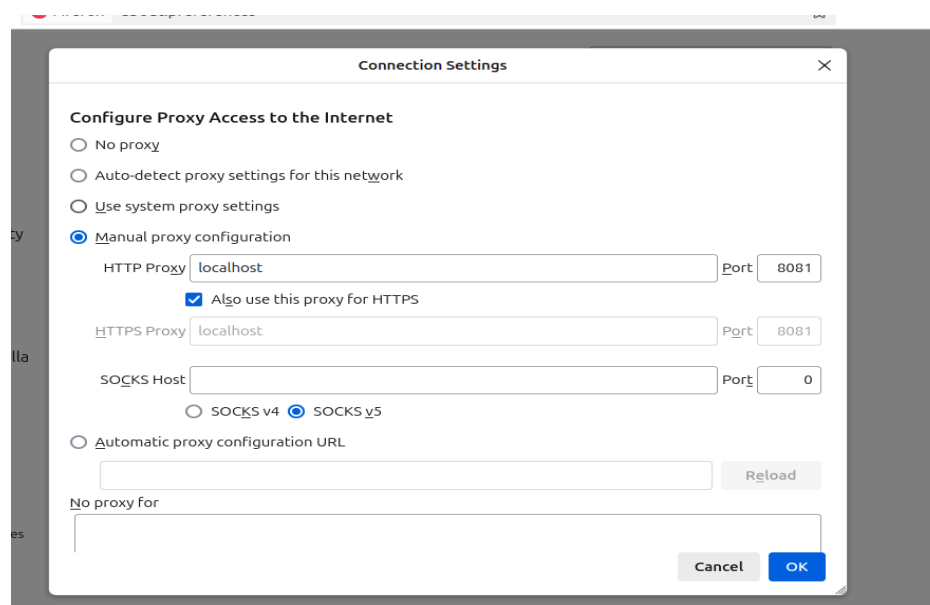 Connection Settings
Configure Proxy Access to the Internet
No proxy
Auto-detect proxy settings for this network
Use system proxy settings
Manual proxy configuration
HTTP Proxy localhost Port 8081
Also use this proxy for HTTPS
HTTPS Proxy localhost Port 8081
SOCKS Host Port 0
SOCKS v4 SOCKS v5
Automatic proxy configuration URL
Reload
No proxy for
Cancel OK